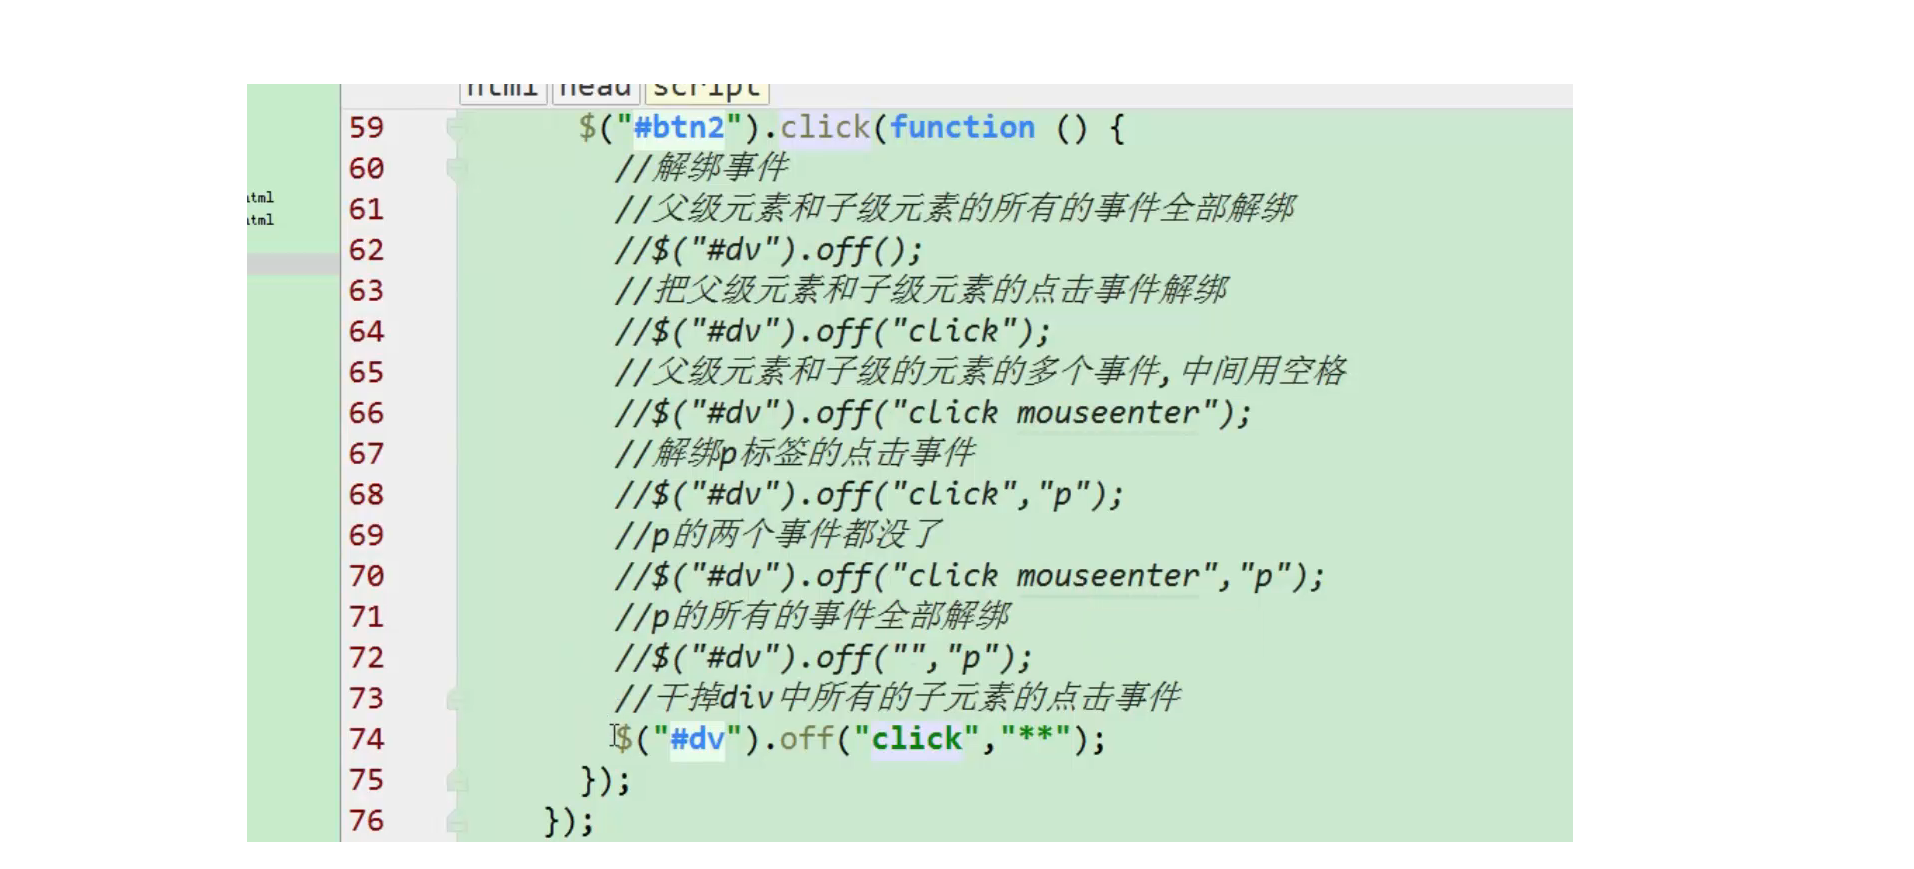 html head script
html
html
59 $("#btn2").click(function () {
60 //解绑事件
61 //父级元素和子级元素的所有的事件全部解绑
62 //$("#dv").off();
63 //把父级元素和子级元素的点击事件解绑
64 //$("#dv").off("click");
65 //父级元素和子级的元素的多个事件,中间用空格
66 //$("#dv").off("click mouseenter");
67 //解绑p标签的点击事件
68 //$("#dv").off("click","p");
69 //p的两个事件都没了
70 //$("#dv").off("click mouseenter","p");
71 //p的所有的事件全部解绑
72 //$("#dv").off("","p");
73 //干掉div中所有的子元素的点击事件
74 $("#dv").off("click","**");
75 });
76 });